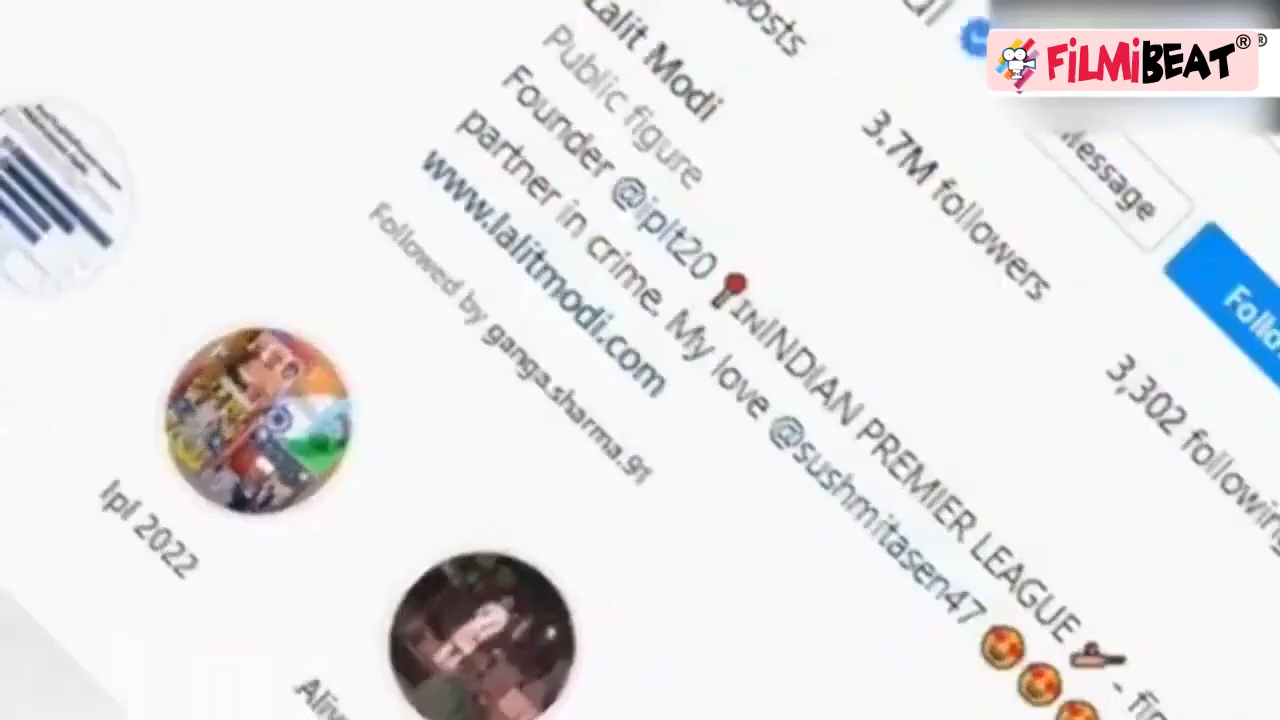 FiLMiBEAT®®
posts
3.7M followers
3,302 following
Message
Lalit Modi
Public figure
Founder @iplt20 📍ININDIAN PREMIER LEAGUE 🏏 -
partner in crime. My love @sushmitasen47 😍😍😍
www.lalitmodi.com
Followed by ganga.sharma.91
Ipl 2022